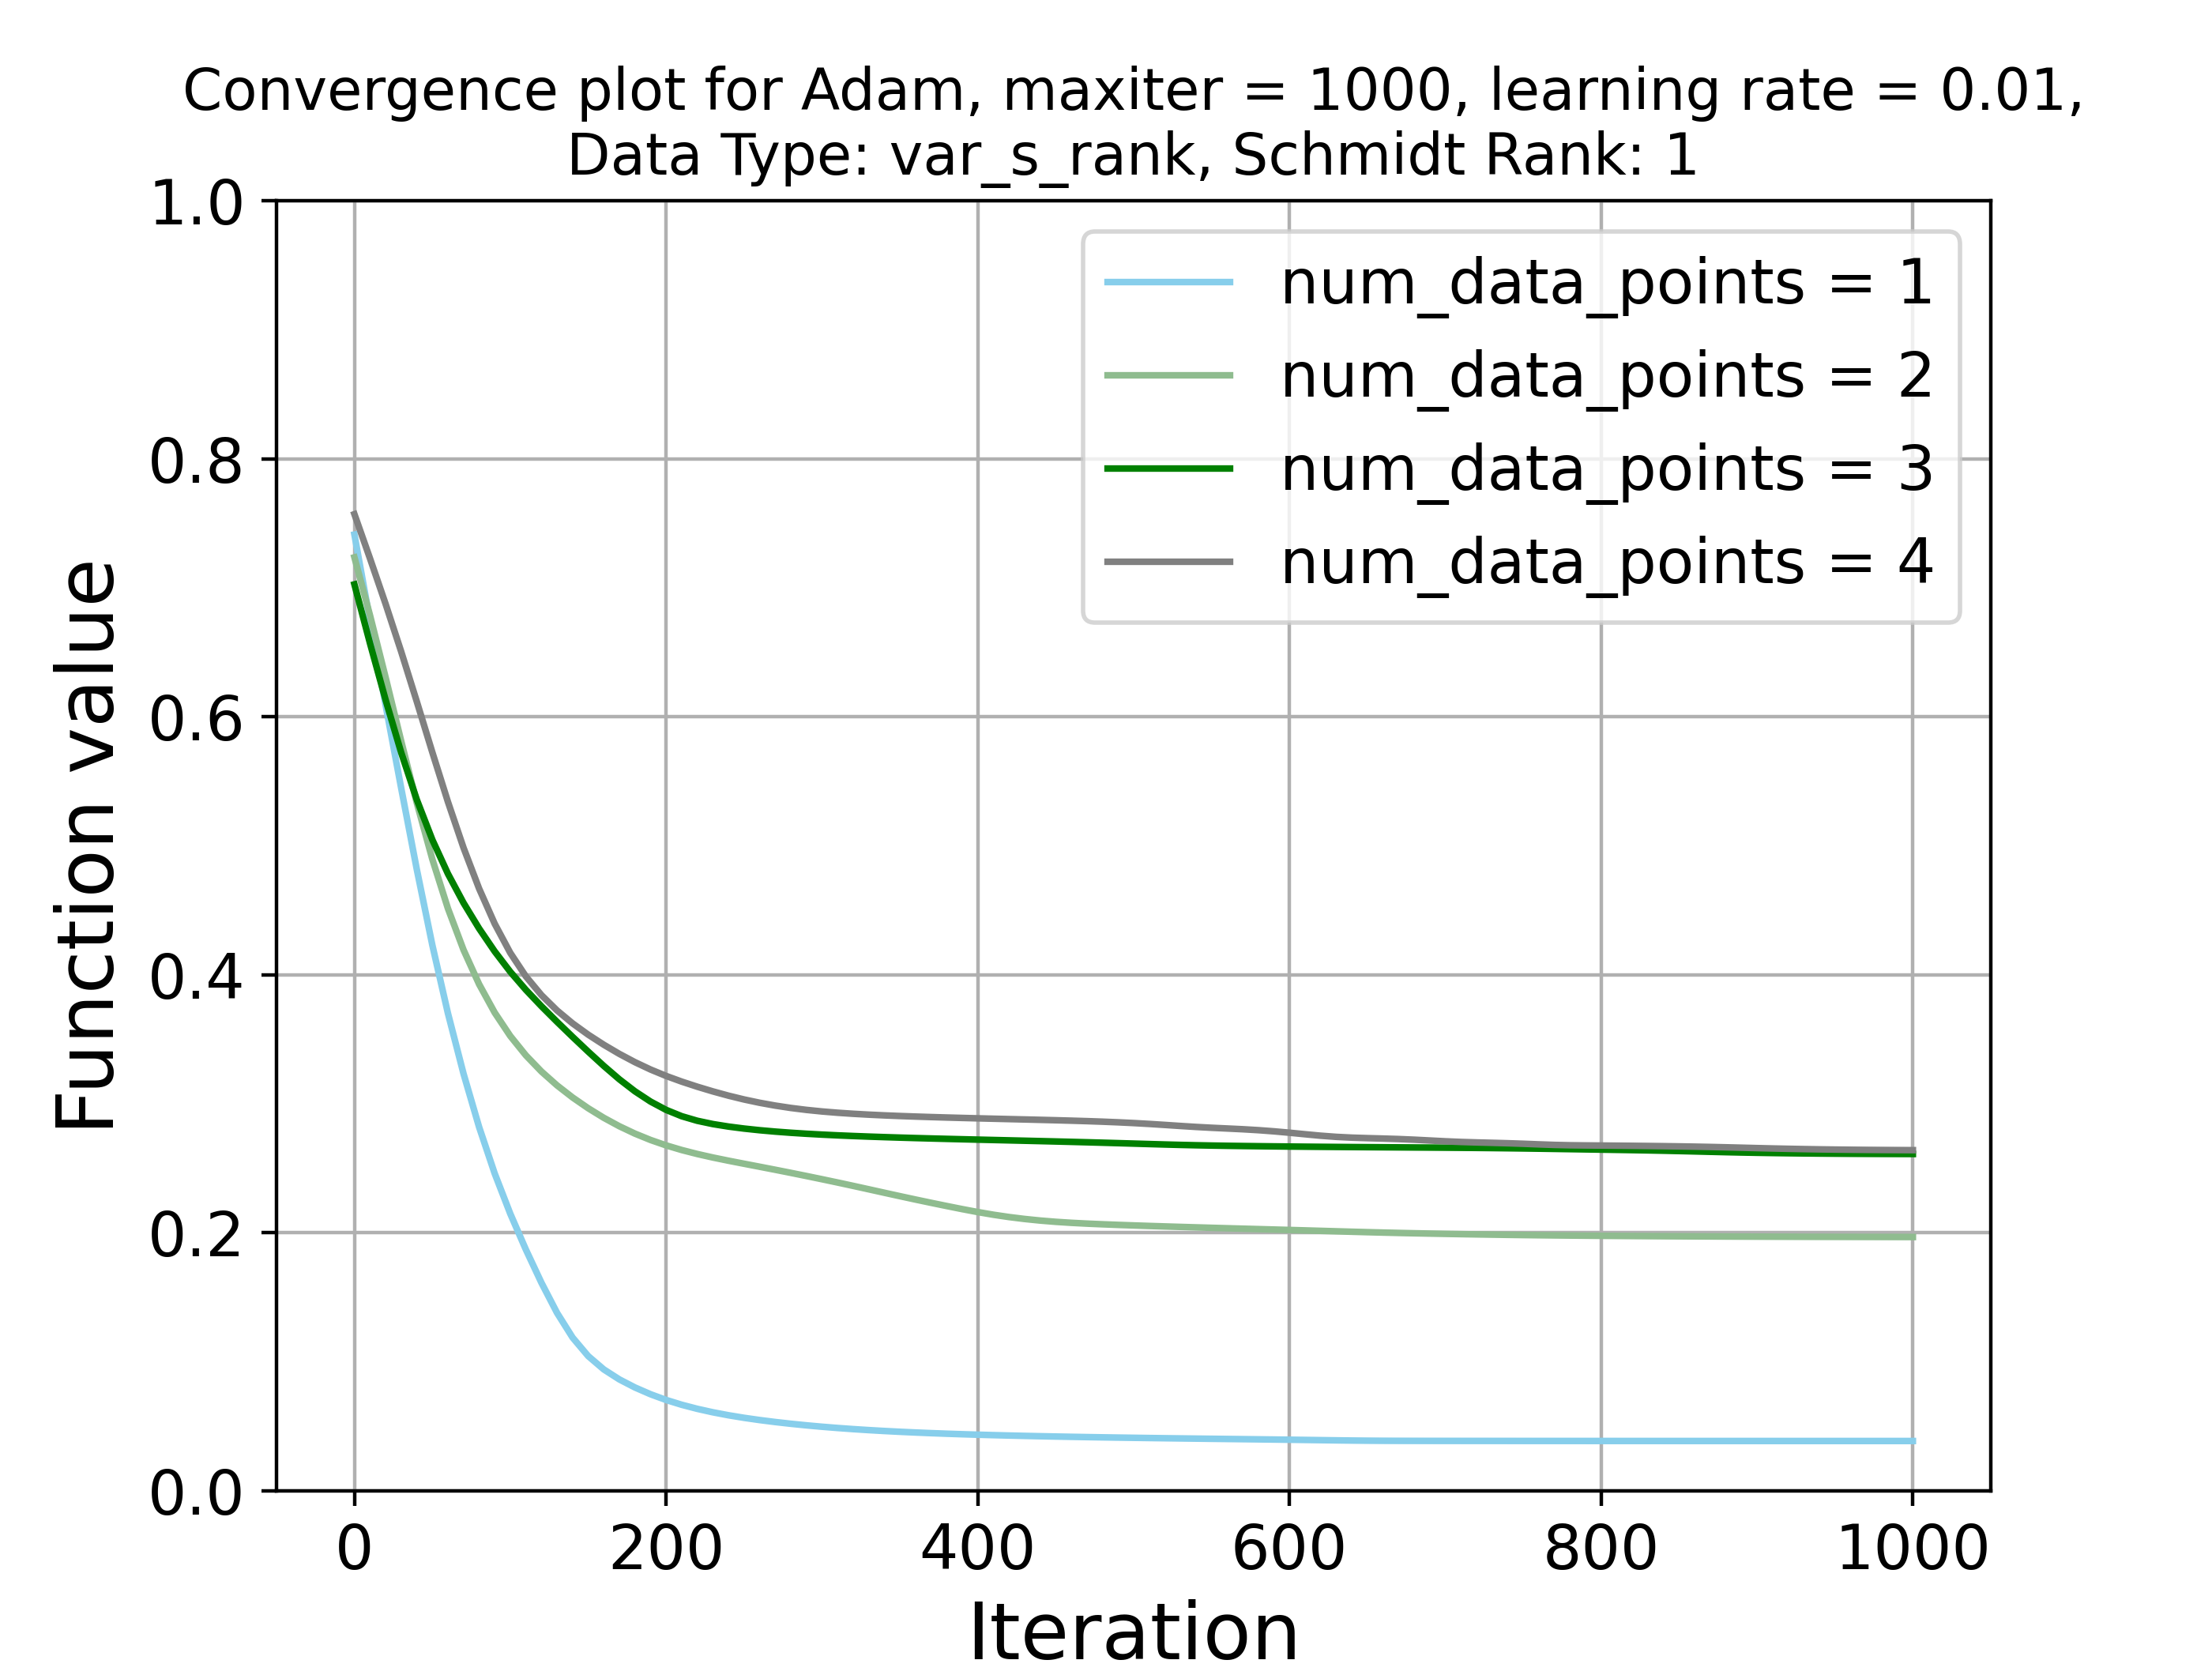 Convergence plot for Adam, maxiter = 1000, learning rate = 0.01,
Data Type: var_s_rank, Schmidt Rank: 1
num_data_points = 1
num_data_points = 2
num_data_points = 3
num_data_points = 4
Function value
1.0
0.8
0.6
0.4
0.2
0.0
0 200 400 600 800 1000
Iteration